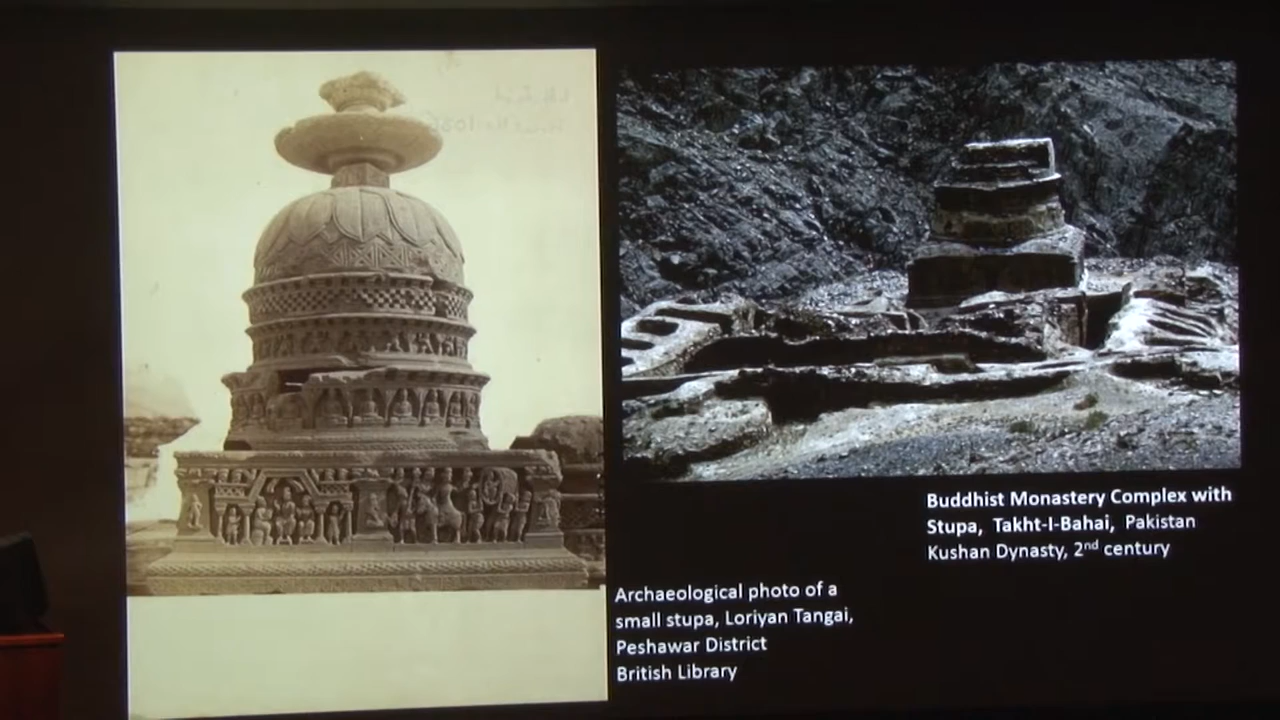 Buddhist Monastery Complex with
Stupa, Takht-I-Bahai, Pakistan
Kushan Dynasty, 2nd century
Archaeological photo of a
small stupa, Loriyan Tangai,
Peshawar District
British Library